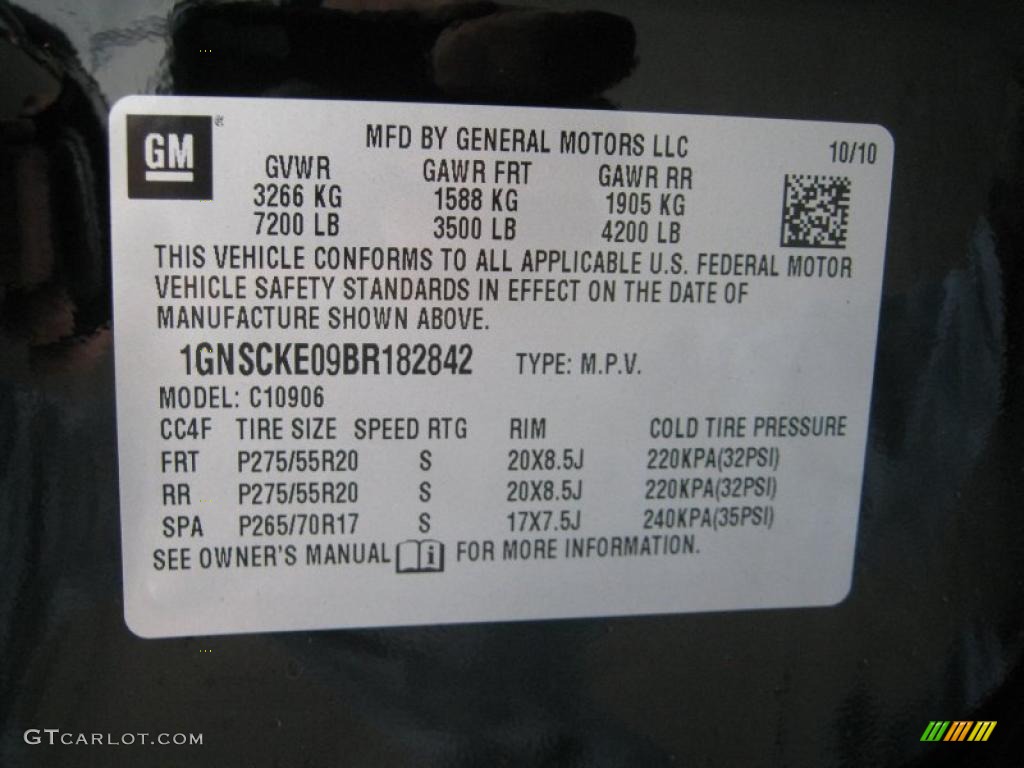 GM
MFD BY GENERAL MOTORS LLC 10/10
GVWR GAWR FRT GAWR RR
3266 KG 1588 KG 1905 KG
7200 LB 3500 LB 4200 LB
THIS VEHICLE CONFORMS TO ALL APPLICABLE U.S. FEDERAL MOTOR
VEHICLE SAFETY STANDARDS IN EFFECT ON THE DATE OF
MANUFACTURE SHOWN ABOVE.
1GNSCKE09BR182842 TYPE: M.P.V.
MODEL: C10906
CC4F TIRE SIZE SPEED RTG RIM COLD TIRE PRESSURE
FRT P275/55R20 S 20X8.5J 220KPA(32PSI)
RR P275/55R20 S 20X8.5J 220KPA(32PSI)
SPA P265/70R17 S 17X7.5J 240KPA(35PSI)
SEE OWNER'S MANUAL i FOR MORE INFORMATION.
GTCARLOT.COM